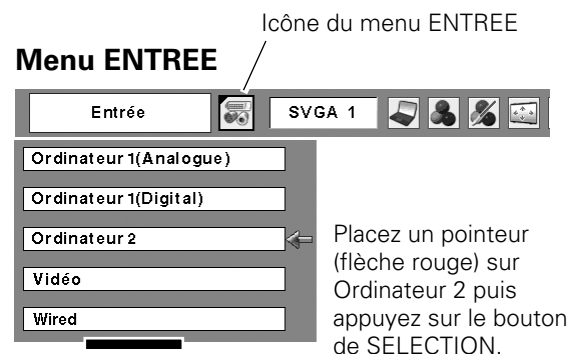 Icône du menu ENTREE
Menu ENTREE
Entrée
SVGA 1
Ordinateur 1(Analogue)
Ordinateur 1(Digital)
Ordinateur 2
Vidéo
Wired
Placez un pointeur
(flèche rouge) sur
Ordinateur 2 puis
appuyez sur le bouton
de SELECTION.